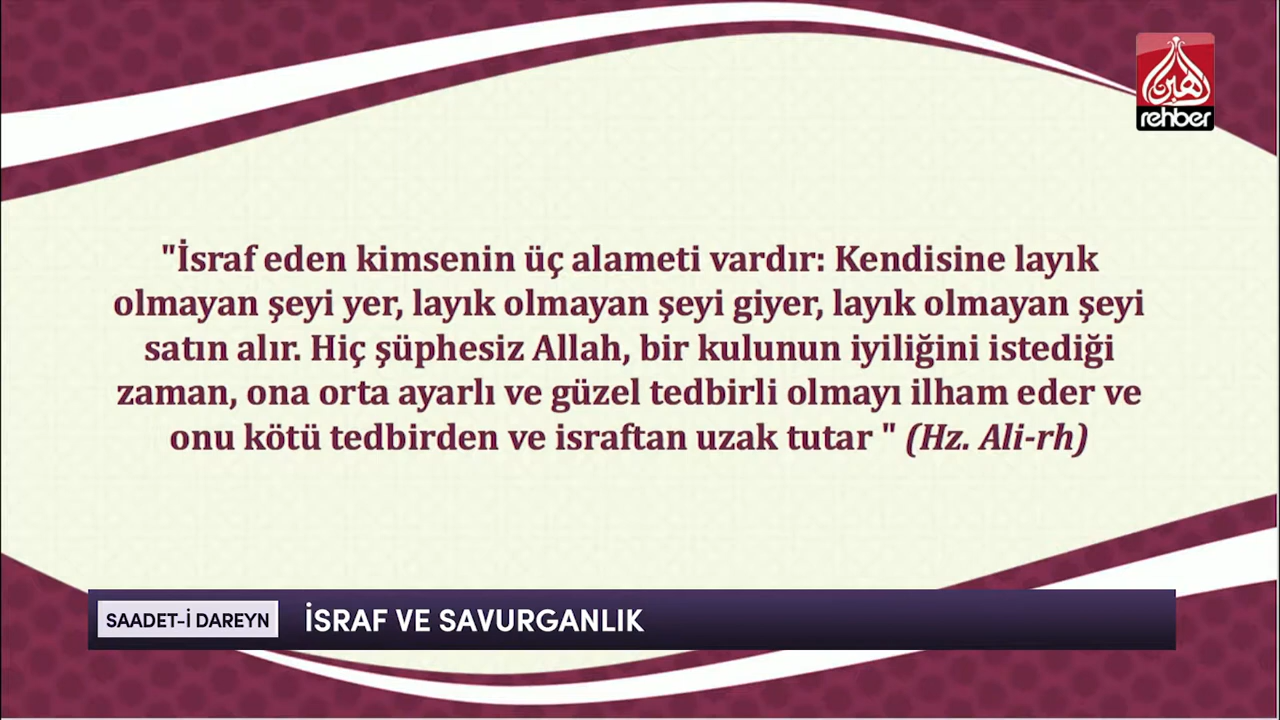 rehber
"İsraf eden kimsenin üç alameti vardır: Kendisine layık
olmayan şeyi yer, layık olmayan şeyi giyer, layık olmayan şeyi
satın alır. Hiç şüphesiz Allah, bir kulunun iyiliğini istediği
zaman, ona orta ayarlı ve güzel tedbirli olmayı ilham eder ve
onu kötü tedbirden ve israftan uzak tutar " (Hz. Ali-rh)
SAADET-İ DAREYN
İSRAF VE SAVURGANLIK